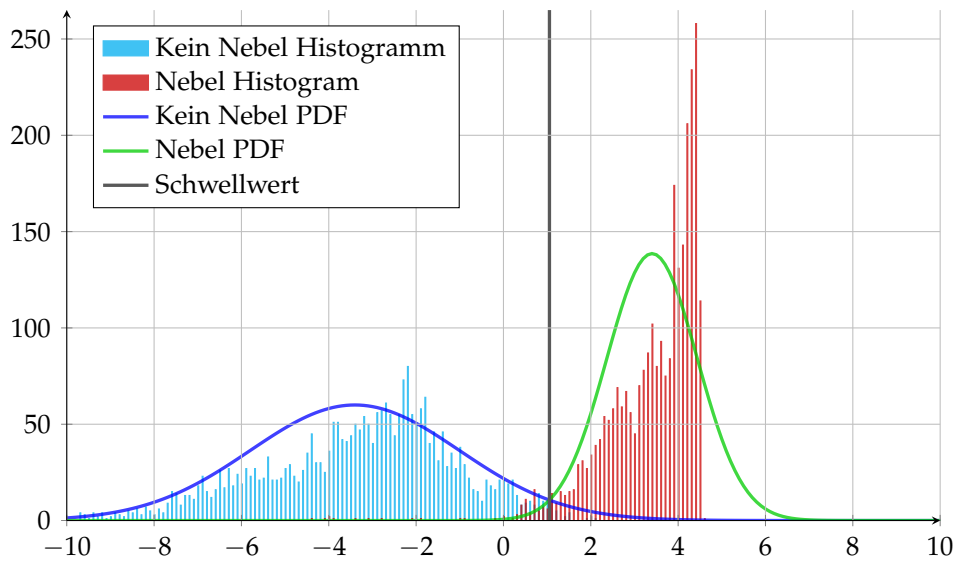 250
200
150
100
50
0
Kein Nebel Histogramm
Nebel Histogram
Kein Nebel PDF
Nebel PDF
Schwellwert
−10 −8 −6 −4 −2 0 2 4 6 8 10